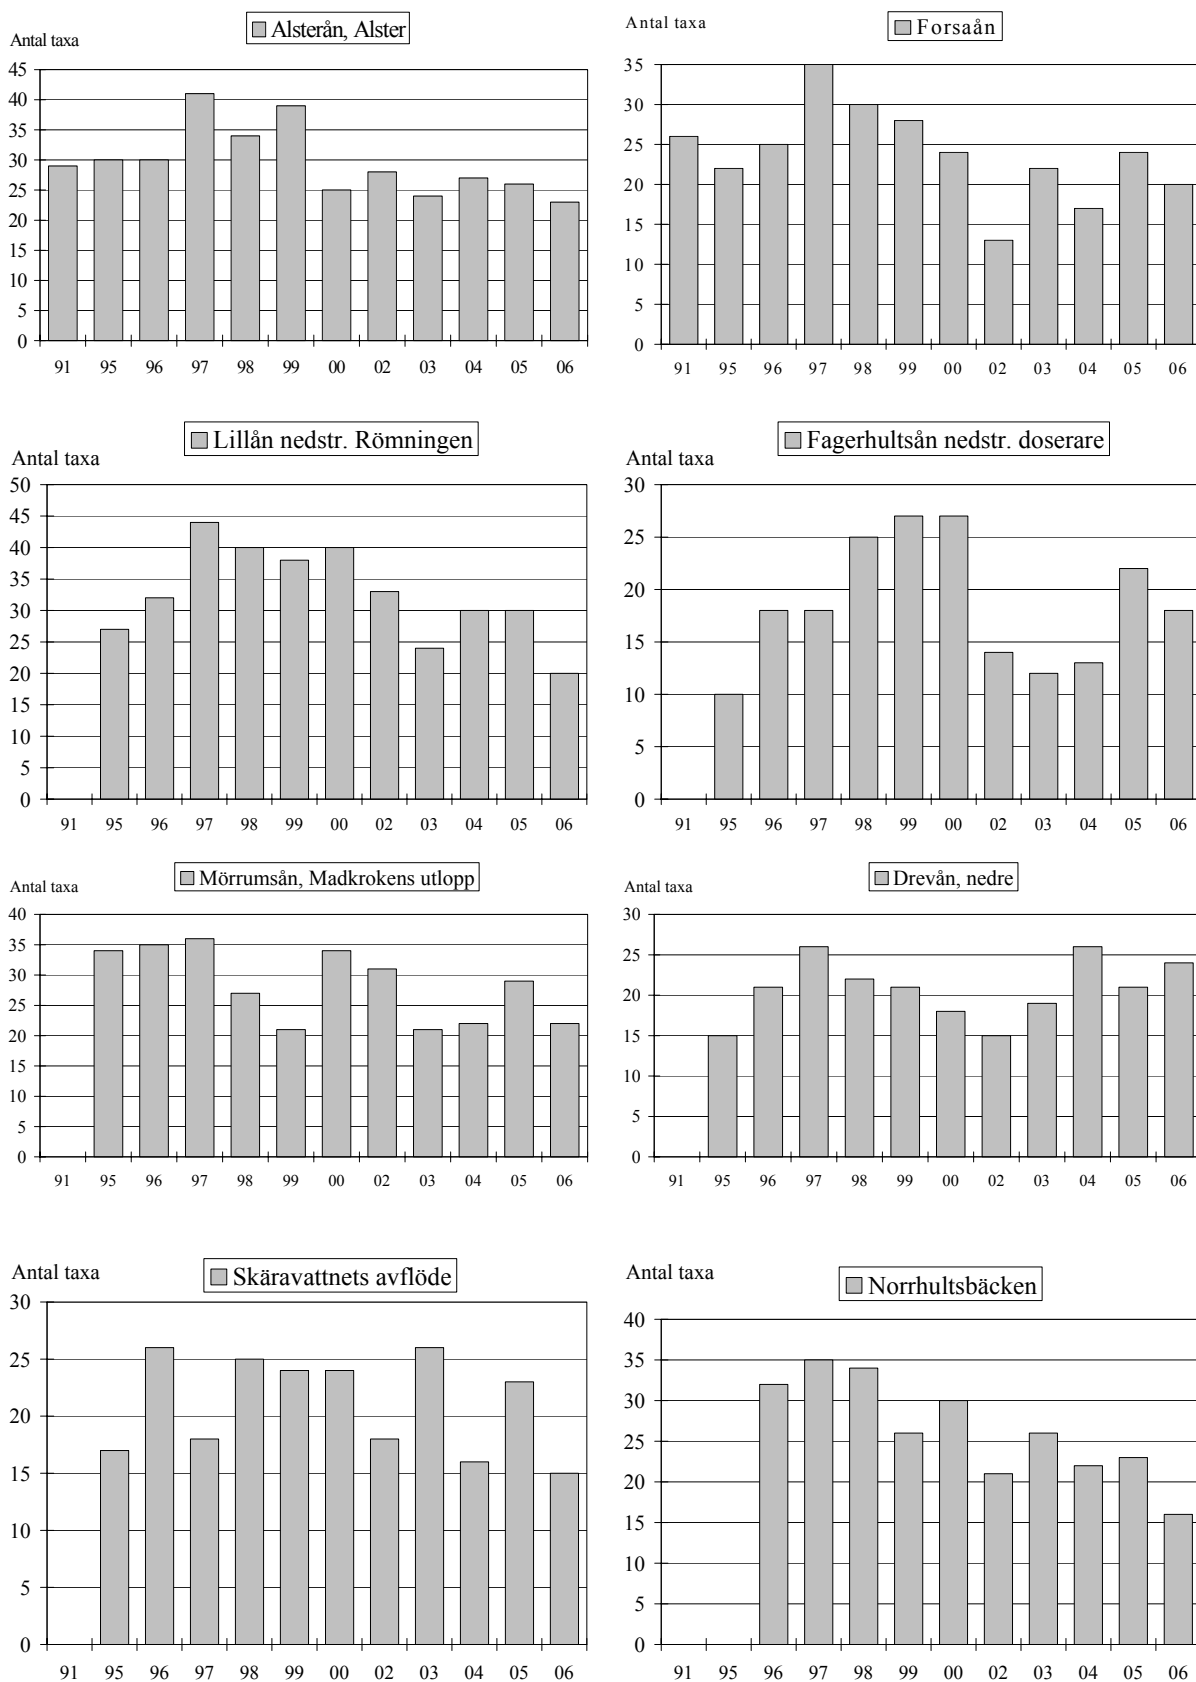 Alsterån, Alster
Antal taxa
45
40
35
30
25
20
15
10
5
0
91 95 96 97 98 99 00 02 03 04 05 06
Forsaån
Antal taxa
35
30
25
20
15
10
5
0
91 95 96 97 98 99 00 02 03 04 05 06
Lillån nedstr. Römningen
Antal taxa
50
45
40
35
30
25
20
15
10
5
0
91 95 96 97 98 99 00 02 03 04 05 06
Fagerhultsån nedstr. doserare
Antal taxa
30
25
20
15
10
5
0
91 95 96 97 98 99 00 02 03 04 05 06
Mörrumsån, Madkrokens utlopp
Antal taxa
40
35
30
25
20
15
10
5
0
91 95 96 97 98 99 00 02 03 04 05 06
Drevån, nedre
Antal taxa
30
25
20
15
10
5
0
91 95 96 97 98 99 00 02 03 04 05 06
Skäravattnets avflöde
Antal taxa
30
25
20
15
10
5
0
91 95 96 97 98 99 00 02 03 04 05 06
Norrhultsbäcken
Antal taxa
40
35
30
25
20
15
10
5
0
91 95 96 97 98 99 00 02 03 04 05 06